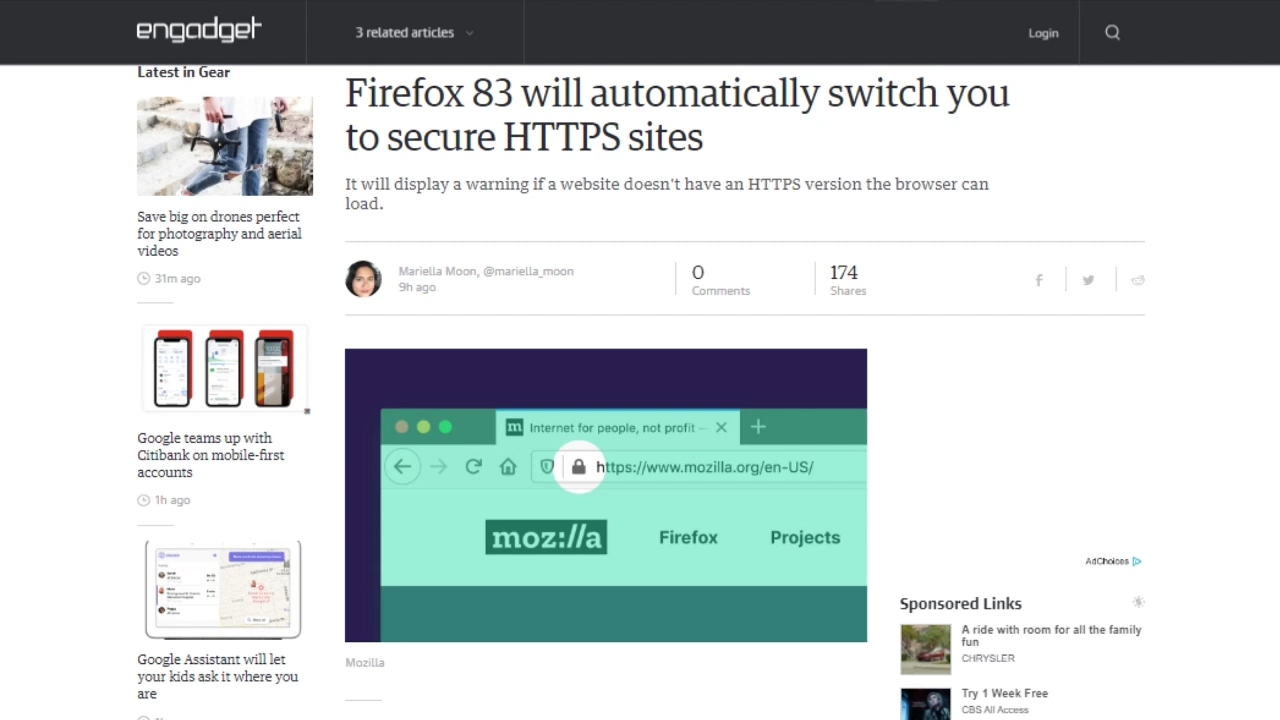 engadget
3 related articles
Login
Latest in Gear
Save big on drones perfect
for photography and aerial
videos
31m ago
Google teams up with
Citibank on mobile-first
accounts
1h ago
Google Assistant will let
your kids ask it where you
are
Firefox 83 will automatically switch you
to secure HTTPS sites
It will display a warning if a website doesn't have an HTTPS version the browser can
load.
Mariella Moon, @mariella_moon
9h ago
0
Comments
174
Shares
m Internet for people, not profit –
https://www.mozilla.org/en-US/
moz://a
Firefox
Projects
Mozilla
AdChoices
Sponsored Links
A ride with room for all the family
fun
CHRYSLER
Try 1 Week Free
CBS All Access